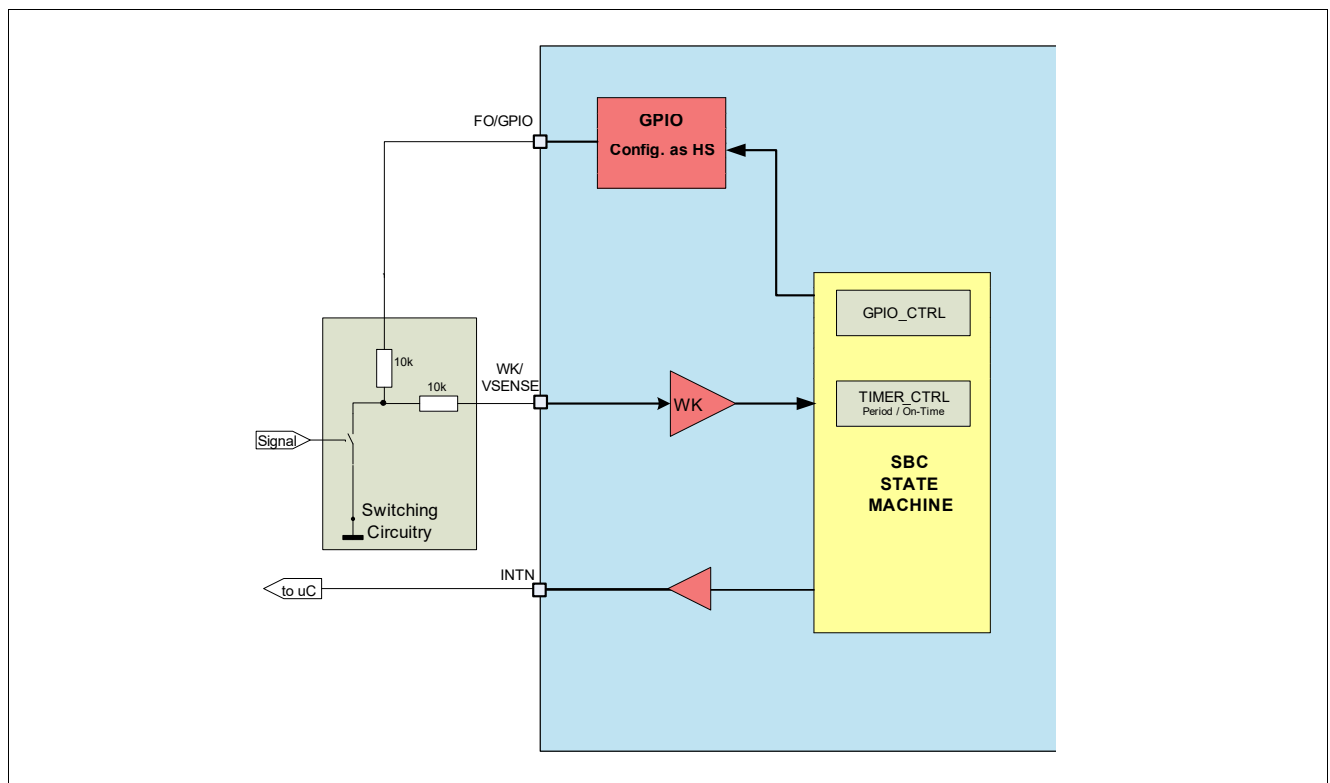 FO/GPIO
GPIO
Config. as HS
GPIO_CTRL
10k
10k
WK/
VSENSE
WK
TIMER_CTRL
Period / On-Time
Signal
SBC
STATE
MACHINE
Switching
Circuitry
INTN
to uC